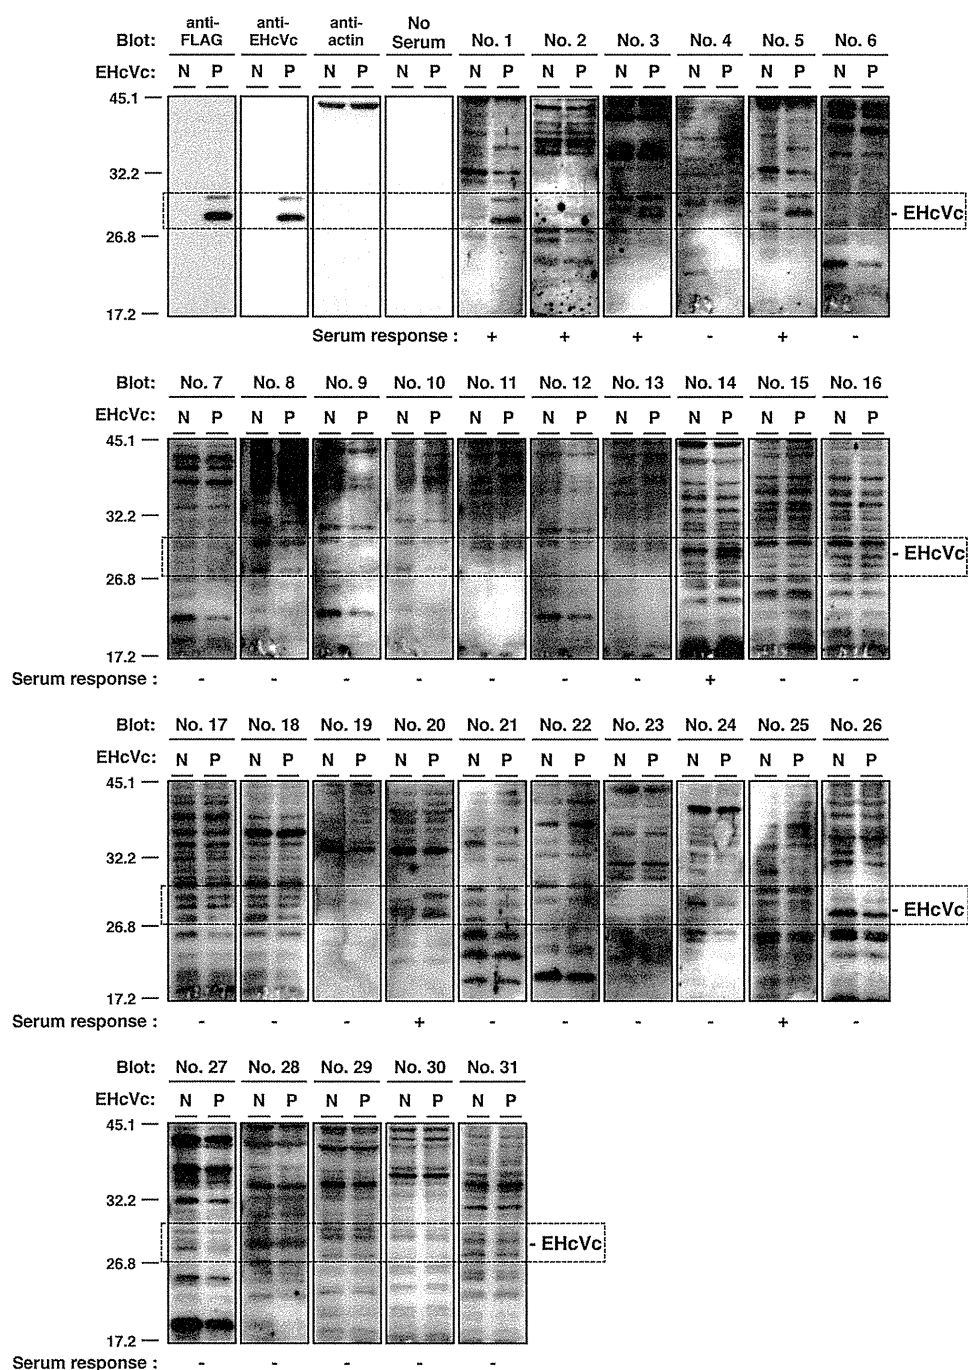 Blot: anti-FLAG anti-EHcVc anti-actin No Serum No. 1 No. 2 No. 3 No. 4 No. 5 No. 6
EHcVc: N P N P N P N P N P N P N P N P N P N P
45.1
32.2
- EHcVc
26.8
17.2
Serum response : + + + - + -
Blot: No. 7 No. 8 No. 9 No. 10 No. 11 No. 12 No. 13 No. 14 No. 15 No. 16
EHcVc: N P N P N P N P N P N P N P N P N P N P
45.1
32.2
- EHcVc
26.8
17.2
Serum response : - - - - - - - + - -
Blot: No. 17 No. 18 No. 19 No. 20 No. 21 No. 22 No. 23 No. 24 No. 25 No. 26
EHcVc: N P N P N P N P N P N P N P N P N P N P
45.1
32.2
- EHcVc
26.8
17.2
Serum response : - - - + - - - - + -
Blot: No. 27 No. 28 No. 29 No. 30 No. 31
EHcVc: N P N P N P N P N P
45.1
32.2
- EHcVc
26.8
17.2
Serum response : - - - - -